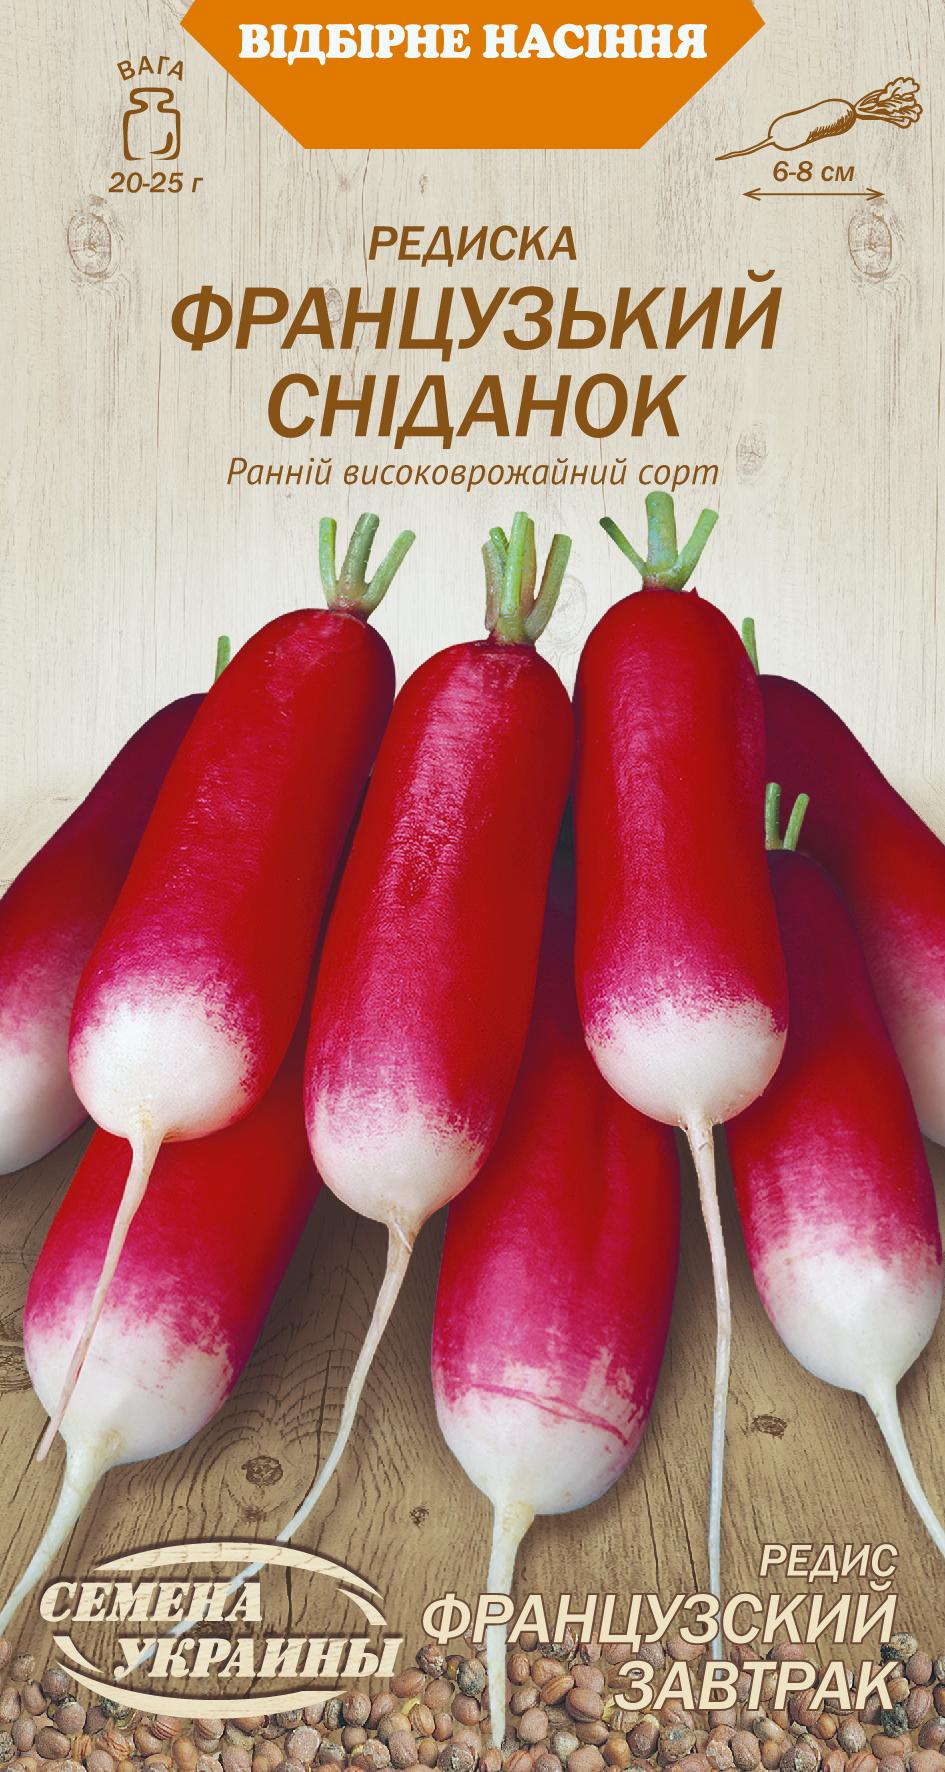 ВІДБІРНЕ НАСІННЯ
ВАГА
20-25 г
6-8 см
РЕДИСКА
ФРАНЦУЗЬКИЙ
СНІДАНОК
Ранній високоврожайний сорт
СЕМЕНА
УКРАИНЫ
РЕДИС
ФРАНЦУЗСКИЙ
ЗАВТРАК